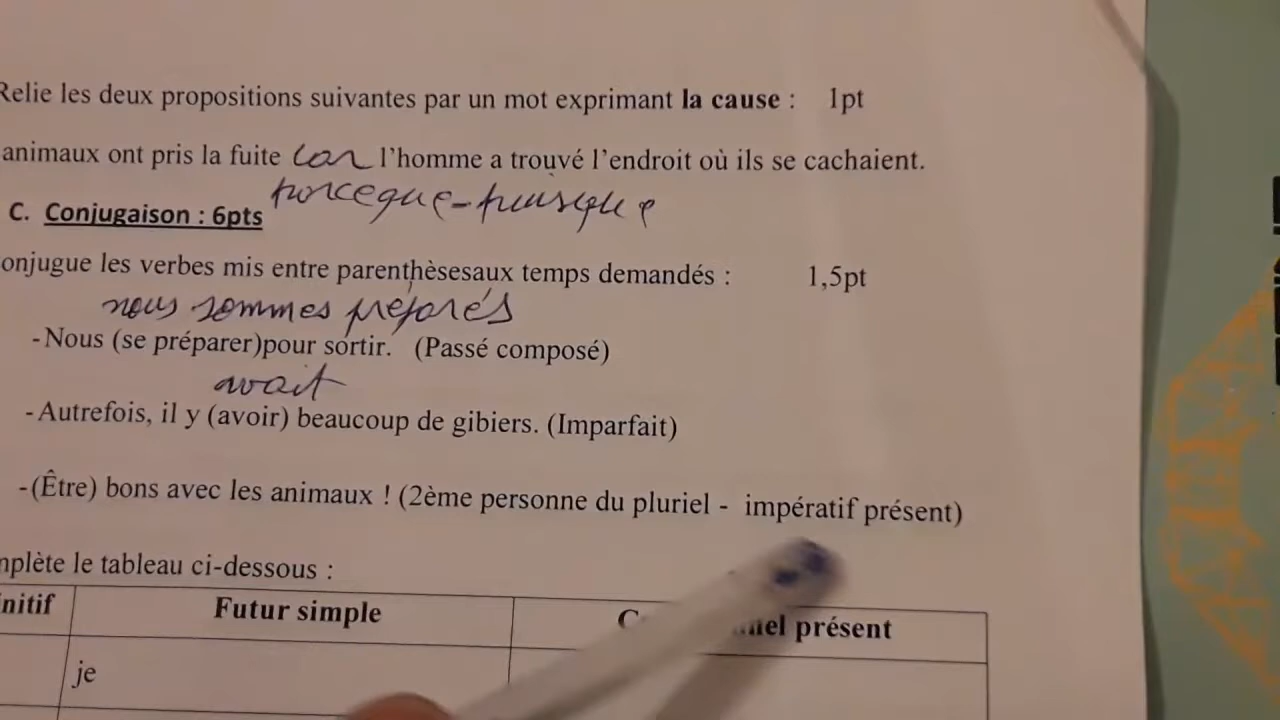 Relie les deux propositions suivantes par un mot exprimant la cause : 1pt
animaux ont pris la fuite car l'homme a trouvé l'endroit où ils se cachaient.
parceque-puisque
C. Conjugaison : 6pts
onjugue les verbes mis entre parenthèsesaux temps demandés : 1,5pt
nous sommes préparés
-Nous (se préparer)pour sortir. (Passé composé)
avait
-Autrefois, il y (avoir) beaucoup de gibiers. (Imparfait)
-(Être) bons avec les animaux ! (2ème personne du pluriel - impératif présent)
mplète le tableau ci-dessous :
nitif Futur simple présent
je